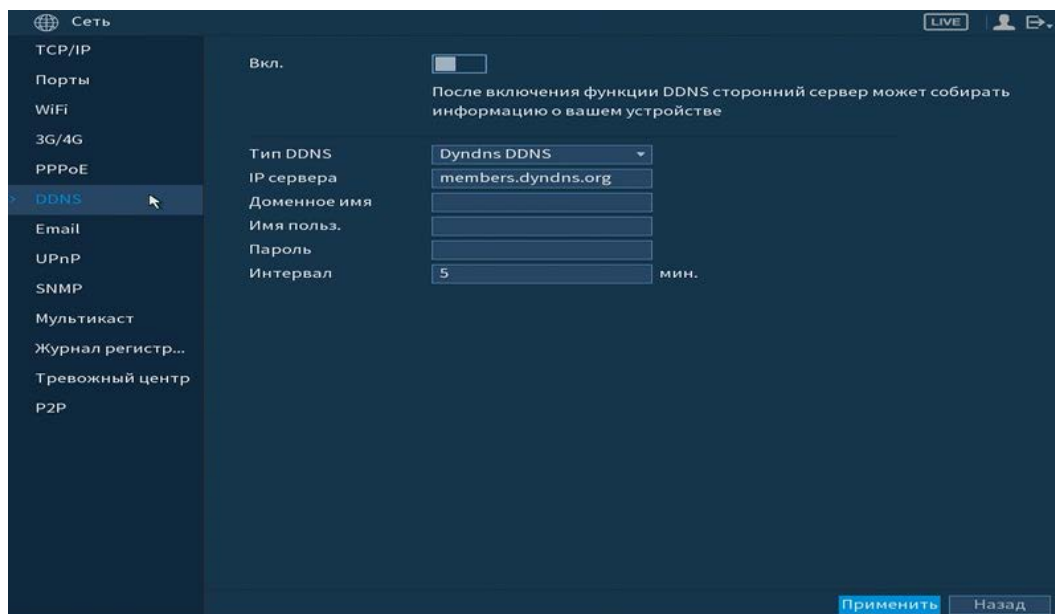 Сеть
LIVE
TCP/IP
Порты
WiFi
3G/4G
PPPoE
DDNS
Email
UPnP
SNMP
Мультикаст
Журнал регистр...
Тревожный центр
P2P
Вкл.
После включения функции DDNS сторонний сервер может собирать
информацию о вашем устройстве
Тип DDNS Dyndns DDNS
IP сервера members.dyndns.org
Доменное имя
Имя польз.
Пароль
Интервал 5 мин.
Применить Назад